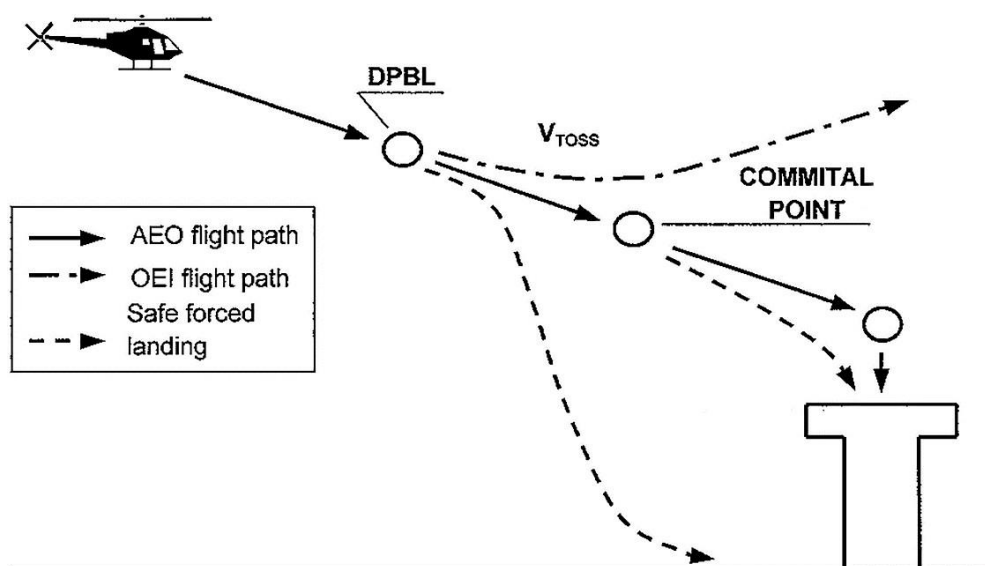 DPBL
VTOSS
COMMITAL
POINT
AEO flight path
OEI flight path
Safe forced
landing